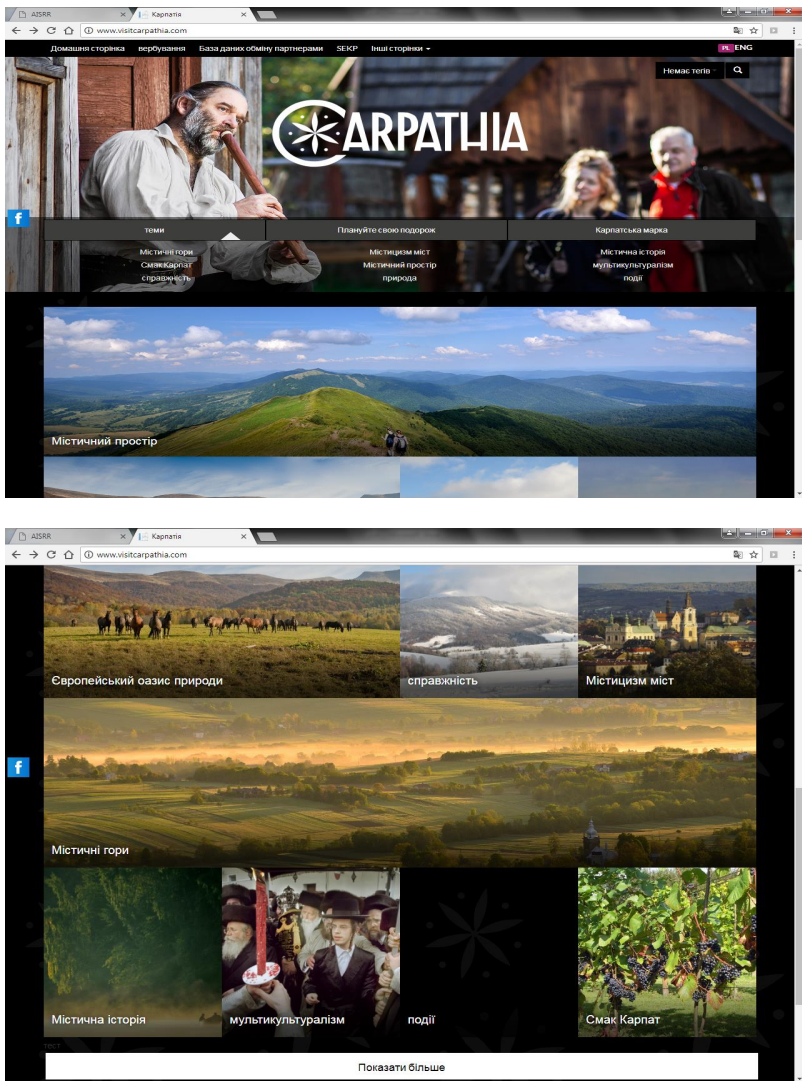 AISRR
Карпатія
www.visitcarpathia.com
Домашня сторінка вербування База даних обміну партнерами SEKP Інші сторінки
PL ENG
Немає тегів
CARPATHIA
f
теми Плануйте свою подорож Карпатська марка
Містичні гори Містицизм міст Містична історія
Смак Карпат Містичний простір мультикультуралізм
справжність природа події
Містичний простір
AISRR
Карпатія
www.visitcarpathia.com
Європейський оазис природи справжність Містицизм міст
f
Містичні гори
Містична історія мультикультуралізм події Смак Карпат
тест
Показати більше